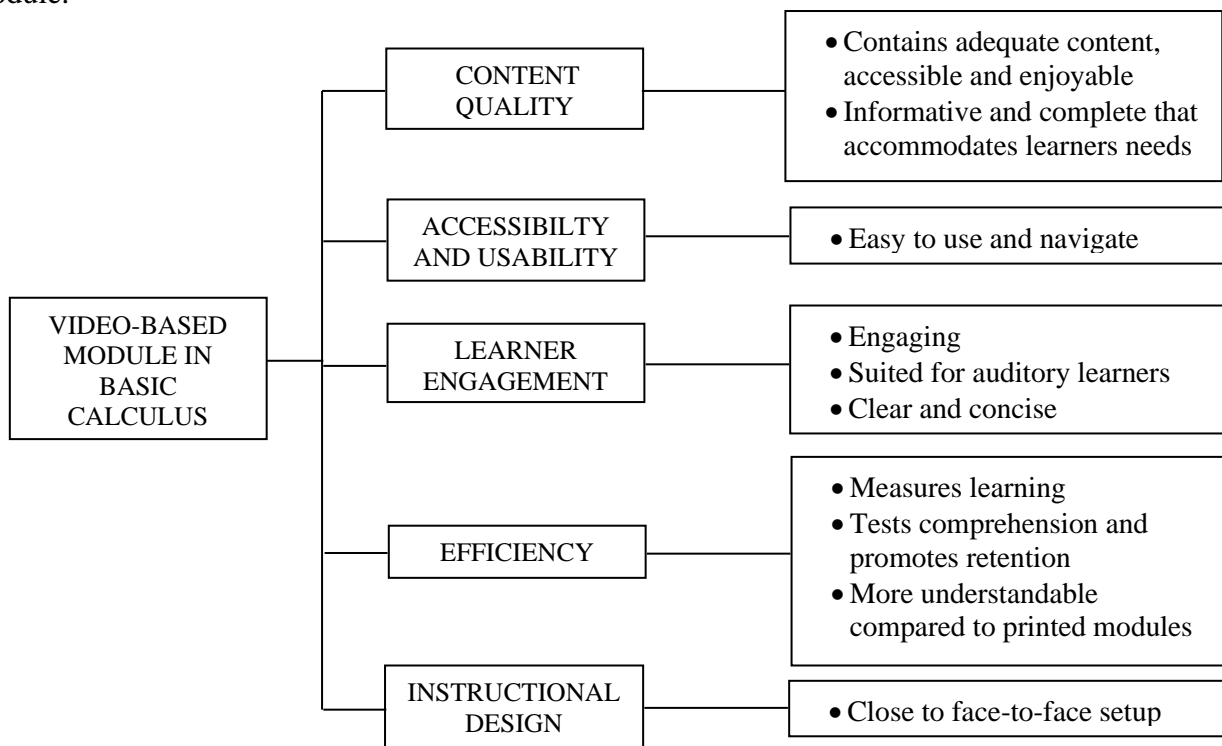 CONTENT
QUALITY
• Contains adequate content,
accessible and enjoyable
• Informative and complete that
accommodates learners needs
ACCESSIBILTY
AND USABILITY
• Easy to use and navigate
VIDEO-BASED
MODULE IN
BASIC
CALCULUS
LEARNER
ENGAGEMENT
• Engaging
• Suited for auditory learners
• Clear and concise
EFFICIENCY
• Measures learning
• Tests comprehension and
promotes retention
• More understandable
compared to printed modules
INSTRUCTIONAL
DESIGN
• Close to face-to-face setup